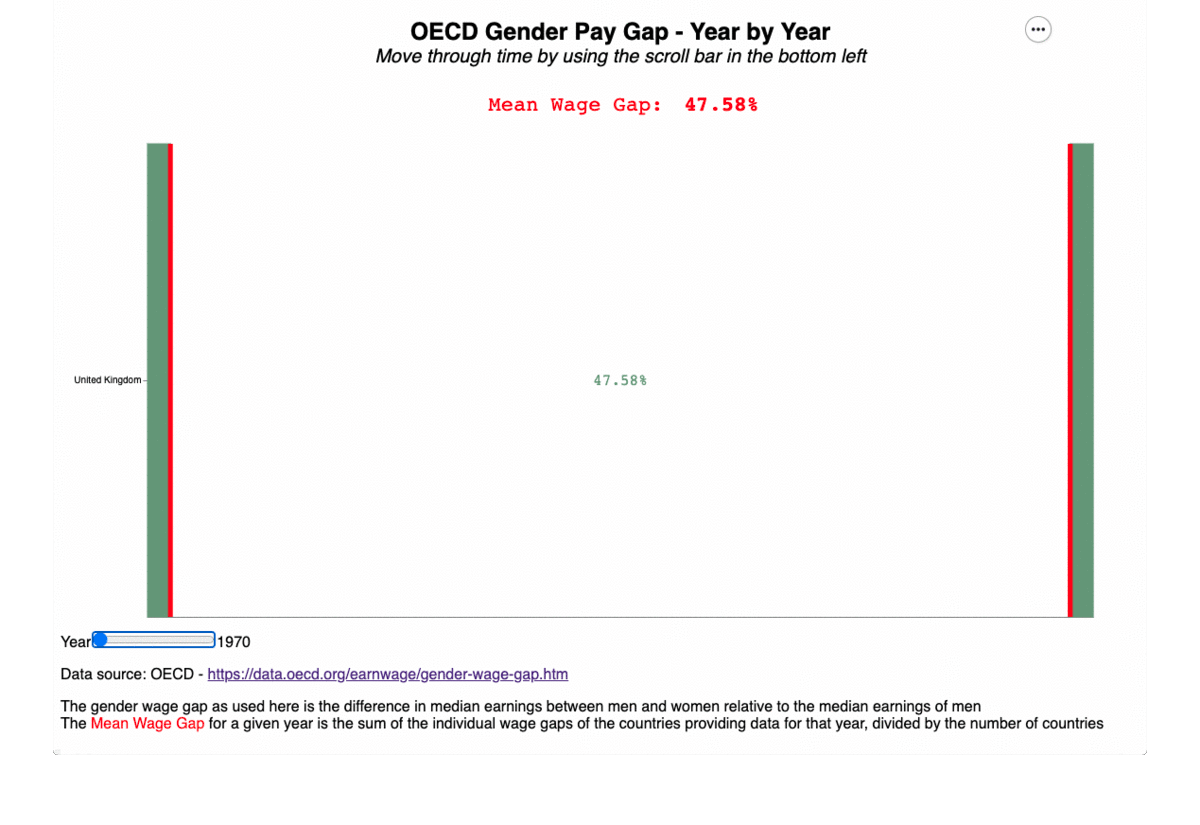 OECD Gender Pay Gap - Year by Year
Move through time by using the scroll bar in the bottom left
Mean Wage Gap: 47.58%
United Kingdom
47.58%
Year 1970
Data source: OECD - https://data.oecd.org/earnwage/gender-wage-gap.htm
The gender wage gap as used here is the difference in median earnings between men and women relative to the median earnings of men
The Mean Wage Gap for a given year is the sum of the individual wage gaps of the countries providing data for that year, divided by the number of countries